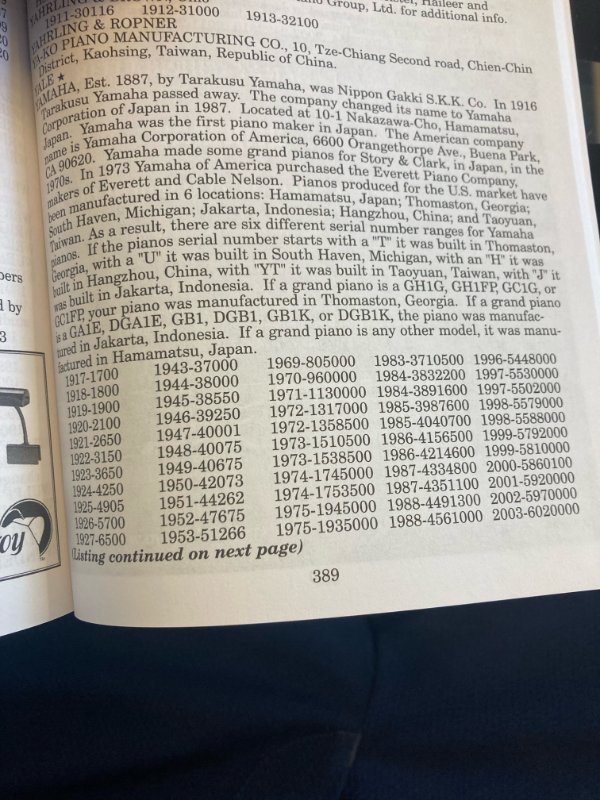 Hailer and
Group, Ltd. for additional info.
1911-30116 1912-31000 1913-32100
YAHRLING & ROPNER
YA-KO PIANO MANUFACTURING CO., 10, Tze-Chiang Second road, Chien-Chin
District, Kaohsing, Taiwan, Republic of China.
YALE ★
YAMAHA, Est. 1887, by Tarakusu Yamaha, was Nippon Gakki S.K.K. Co. In 1916
Tarakusu Yamaha passed away. The company changed its name to Yamaha
Corporation of Japan in 1987. Located at 10-1 Nakazawa-Cho, Hamamatsu,
Japan. Yamaha was the first piano maker in Japan. The American company
name is Yamaha Corporation of America, 6600 Orangethorpe Ave., Buena Park,
CA 90620. Yamaha made some grand pianos for Story & Clark, in Japan, in the
1970s. In 1973 Yamaha of America purchased the Everett Piano Company,
makers of Everett and Cable Nelson. Pianos produced for the U.S. market have
been manufactured in 6 locations: Hamamatsu, Japan; Thomaston, Georgia;
South Haven, Michigan; Jakarta, Indonesia; Hangzhou, China; and Taoyuan,
Taiwan. As a result, there are six different serial number ranges for Yamaha
pianos. If the pianos serial number starts with a "T" it was built in Thomaston,
Georgia, with a "U" it was built in South Haven, Michigan, with an "H" it was
built in Hangzhou, China, with "YT" it was built in Taoyuan, Taiwan, with "J" it
was built in Jakarta, Indonesia. If a grand piano is a GH1G, GH1FP, GC1G, or
GC1FP, your piano was manufactured in Thomaston, Georgia. If a grand piano
is a GA1E, DGA1E, GB1, DGB1, GB1K, or DGB1K, the piano was manufac-
tured in Jakarta, Indonesia. If a grand piano is any other model, it was manu-
factured in Hamamatsu, Japan.
1917-1700 1943-37000 1969-805000 1983-3710500 1996-5448000
1918-1800 1944-38000 1970-960000 1984-3832200 1997-5530000
1919-1900 1945-38550 1971-1130000 1984-3891600 1997-5502000
1920-2100 1946-39250 1972-1317000 1985-3987600 1998-5579000
1921-2650 1947-40001 1972-1358500 1985-4040700 1998-5588000
1922-3150 1948-40075 1973-1510500 1986-4156500 1999-5792000
1923-3650 1949-40675 1973-1538500 1986-4214600 1999-5810000
1924-4250 1950-42073 1974-1745000 1987-4334800 2000-5860100
1925-4905 1951-44262 1974-1753500 1987-4351100 2001-5920000
1926-5700 1952-47675 1975-1945000 1988-4491300 2002-5970000
1927-6500 1953-51266 1975-1935000 1988-4561000 2003-6020000
(Listing continued on next page)
389